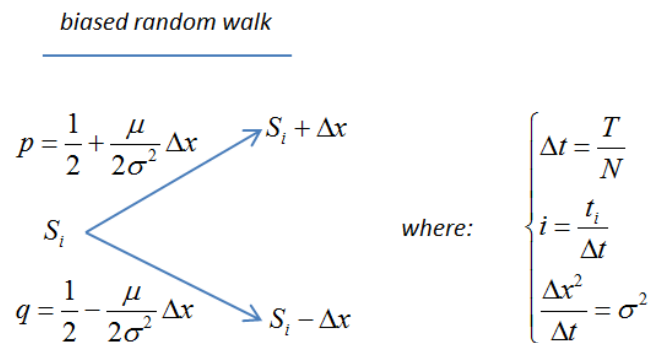 biased random walk
p = 1/2 + μ/2σ² Δx
S_i + Δx
S_i
q = 1/2 − μ/2σ² Δx
S_i − Δx
where:
Δt = T/N
i = t_i/Δt
Δx²/Δt = σ²